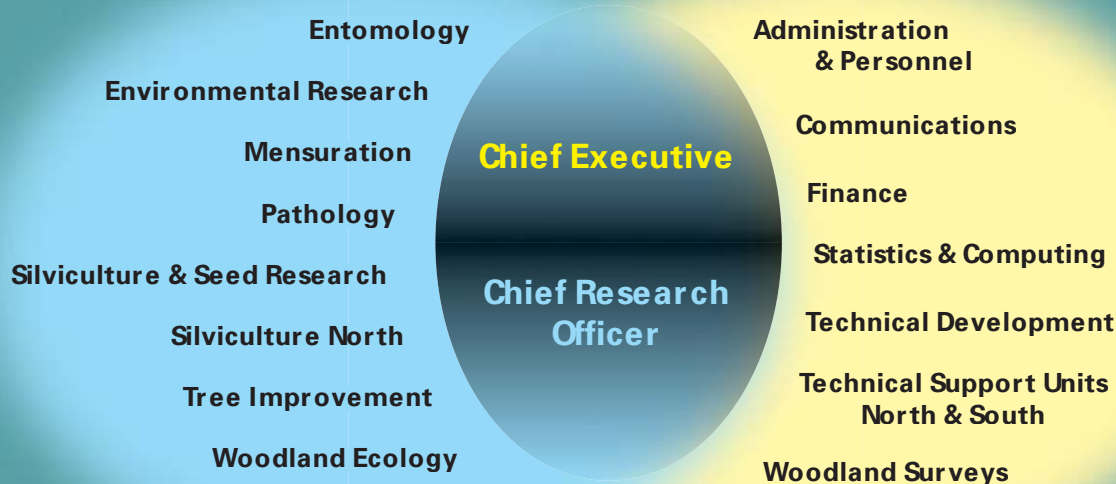 Entomology
Environmental Research
Mensuration
Pathology
Silviculture & Seed Research
Silviculture North
Tree Improvement
Woodland Ecology
Chief Executive
Chief Research
Officer
Administration
& Personnel
Communications
Finance
Statistics & Computing
Technical Development
Technical Support Units
North & South
Woodland Surveys